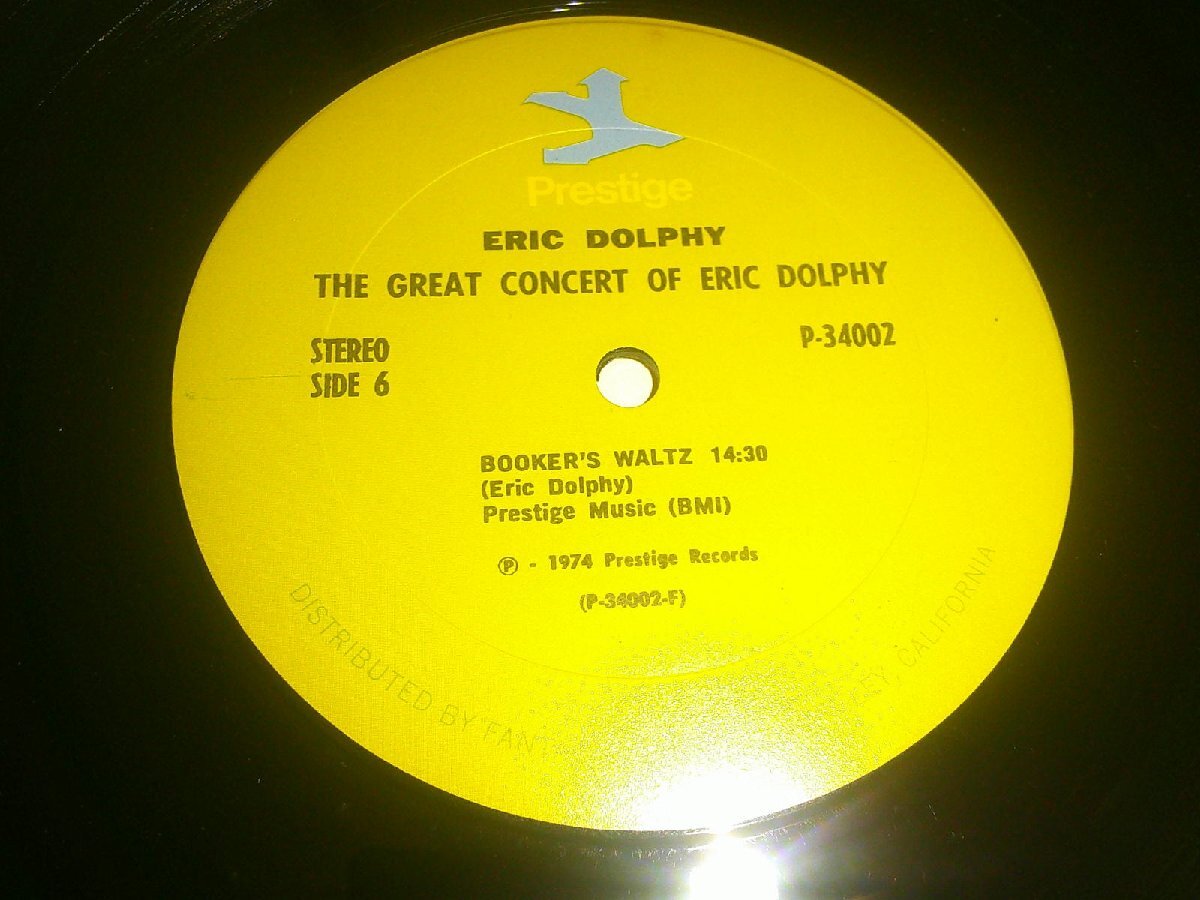 Prestige
ERIC DOLPHY
THE GREAT CONCERT OF ERIC DOLPHY
STEREO
P-34002
SIDE 6
BOOKER'S WALTZ 14:30
(Eric Dolphy)
Prestige Music (BMI)
Ⓟ - 1974 Prestige Records
(P-34002-F)
DISTRIBUTED BY CALIFORNIA